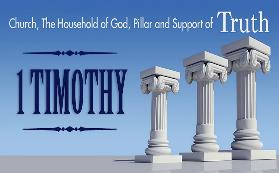 Church, The Household of God, Pillar and Support of Truth
1 TIMOTHY